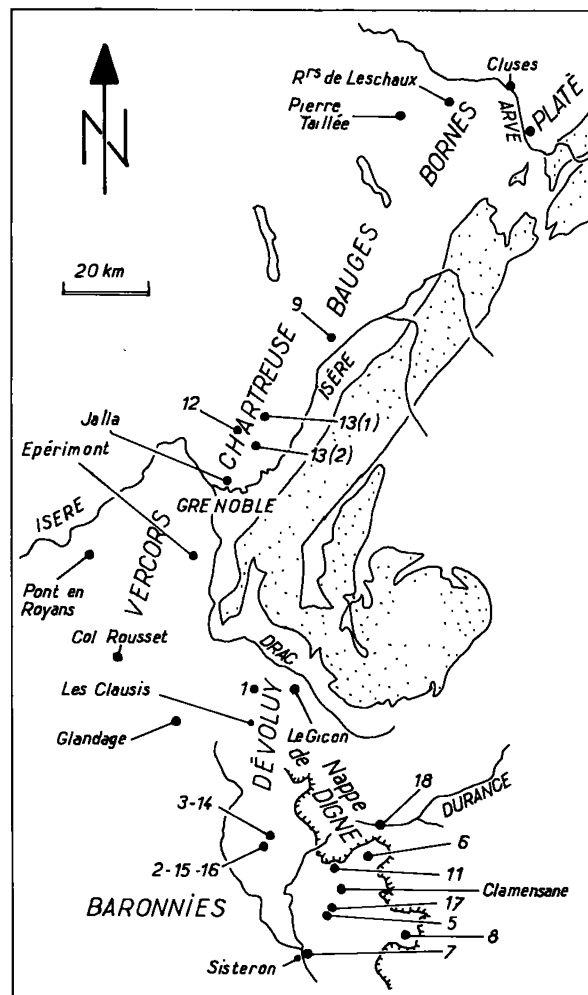 Cluses
Rrs de Leschaux
Pierre
Taillée
ARVE
PLATÉ
N
BORNES
20 km
BAUGES
9
CHARTREUSE
ISÈRE
12
13(1)
Jalla
13(2)
Epérimont
GRENOBLE
ISERE
VERCORS
Pont en
Royans
Col Rousset
DRAC
Les Clausis
1
Le Gicon
Glandage
DÉVOLUY
Nappe
de
DIGNE
18
DURANCE
3-14
6
2-15-16
11
Clamensane
BARONNIES
17
5
8
7
Sisteron